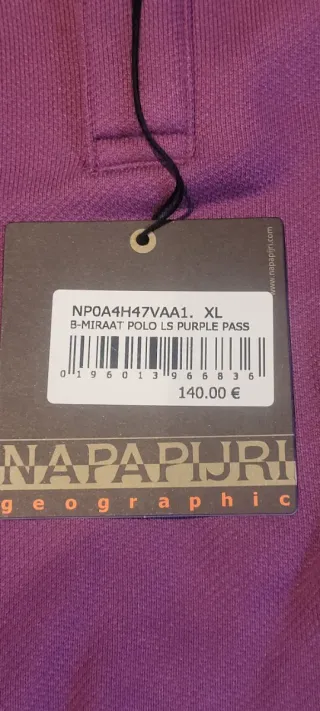 www.napapijri.com
NP0A4H47VAA1. XL
B-MIRAAT POLO LS PURPLE PASS
0 196013 966836
140.00 €
NAPAPIJRI
geographic